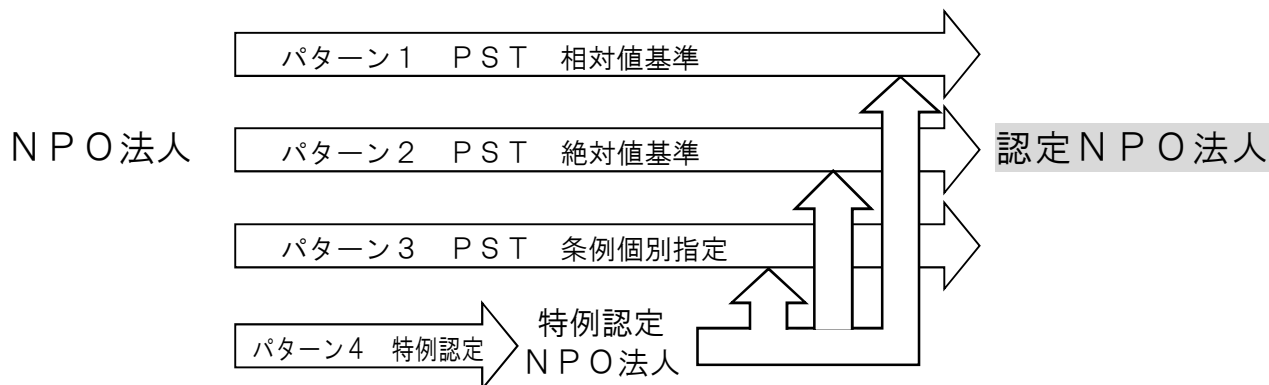 パターン１　ＰＳＴ　相対値基準
ＮＰＯ法人
パターン２　ＰＳＴ　絶対値基準
認定ＮＰＯ法人
パターン３　ＰＳＴ　条例個別指定
パターン４　特例認定
特例認定
ＮＰＯ法人